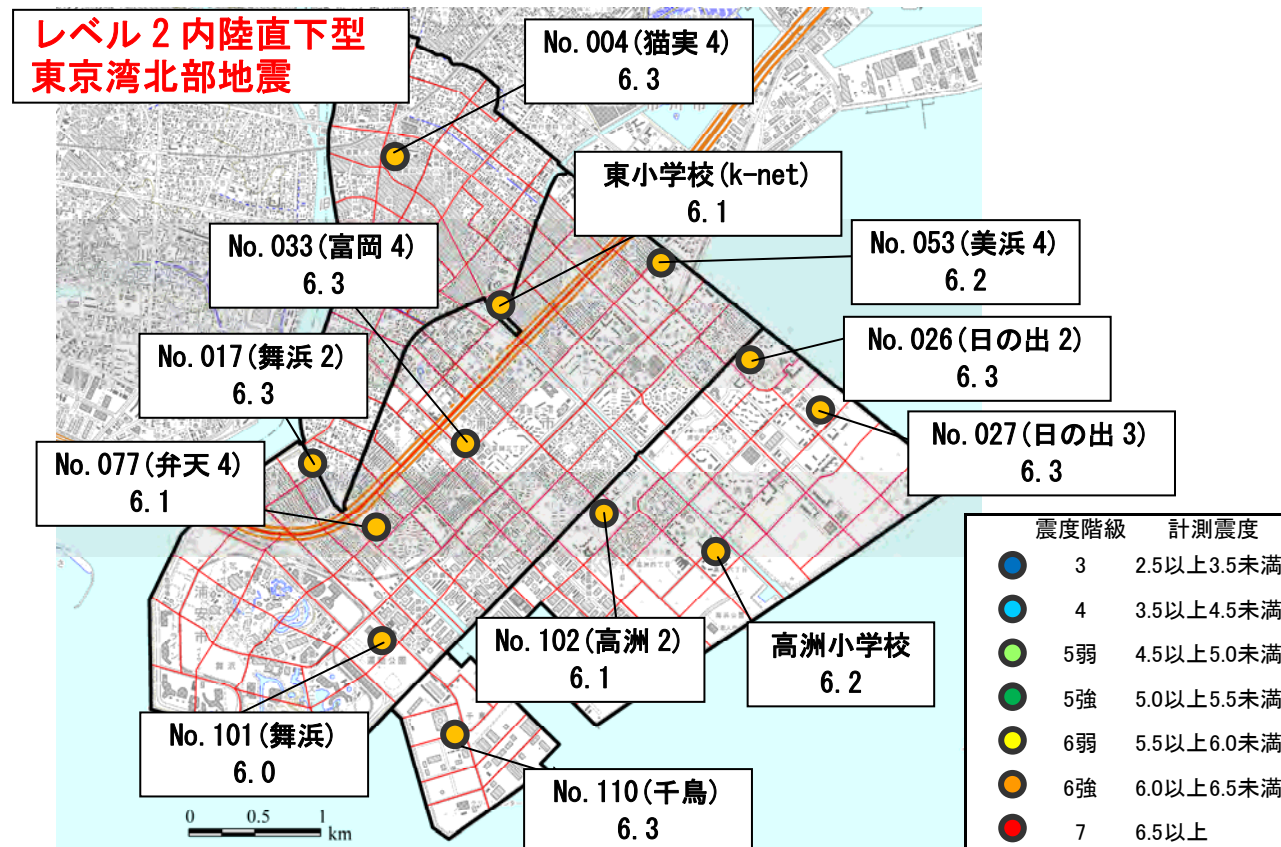 レベル2内陸直下型
東京湾北部地震
No.004(猫実4)
6.3
東小学校(k-net)
6.1
No.033(富岡4)
6.3
No.053(美浜4)
6.2
No.017(舞浜2)
6.3
No.026(日の出2)
6.3
No.027(日の出3)
6.3
No.077(弁天4)
6.1
No.102(高洲2)
6.1
高洲小学校
6.2
No.101(舞浜)
6.0
No.110(千鳥)
6.3
浦安市
舞浜
千鳥
0 0.5 1
km
震度階級 計測震度
3 2.5以上3.5未満
4 3.5以上4.5未満
5弱 4.5以上5.0未満
5強 5.0以上5.5未満
6弱 5.5以上6.0未満
6強 6.0以上6.5未満
7 6.5以上